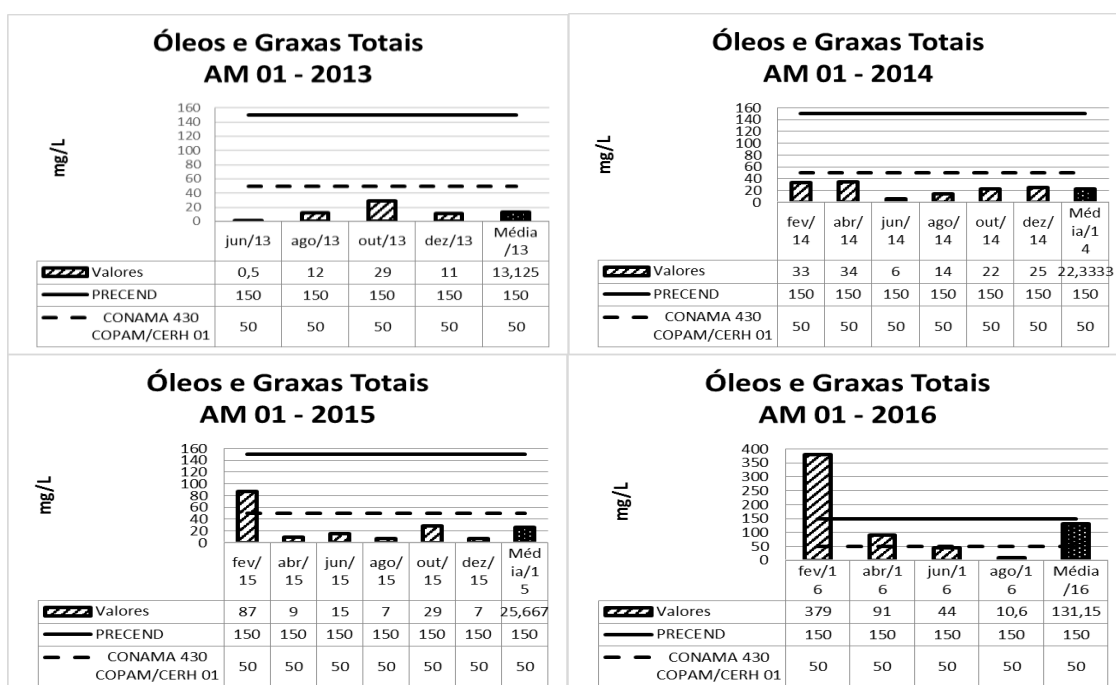 Óleos e Graxas Totais
AM 01 - 2013
mg/L
160
140
120
100
80
60
40
20
0
jun/13 ago/13 out/13 dez/13 Média
/13
Valores 0,5 12 29 11 13,125
PRECEND 150 150 150 150 150
CONAMA 430
COPAM/CERH 01 50 50 50 50 50
Óleos e Graxas Totais
AM 01 - 2014
mg/L
160
140
120
100
80
60
40
20
0
fev/ abr/ jun/ ago/ out/ dez/ Méd
14 14 14 14 14 14 ia/1
4
Valores 33 34 6 14 22 25 22,3333
PRECEND 150 150 150 150 150 150 150
CONAMA 430
COPAM/CERH 01 50 50 50 50 50 50 50
Óleos e Graxas Totais
AM 01 - 2015
mg/L
160
140
120
100
80
60
40
20
0
fev/ abr/ jun/ ago/ out/ dez/ Méd
15 15 15 15 15 15 ia/1
5
Valores 87 9 15 7 29 7 25,667
PRECEND 150 150 150 150 150 150 150
CONAMA 430
COPAM/CERH 01 50 50 50 50 50 50 50
Óleos e Graxas Totais
AM 01 - 2016
mg/L
400
350
300
250
200
150
100
50
0
fev/1 abr/1 jun/1 ago/1 Média
6 6 6 6 /16
Valores 379 91 44 10,6 131,15
PRECEND 150 150 150 150 150
CONAMA 430
COPAM/CERH 01 50 50 50 50 50